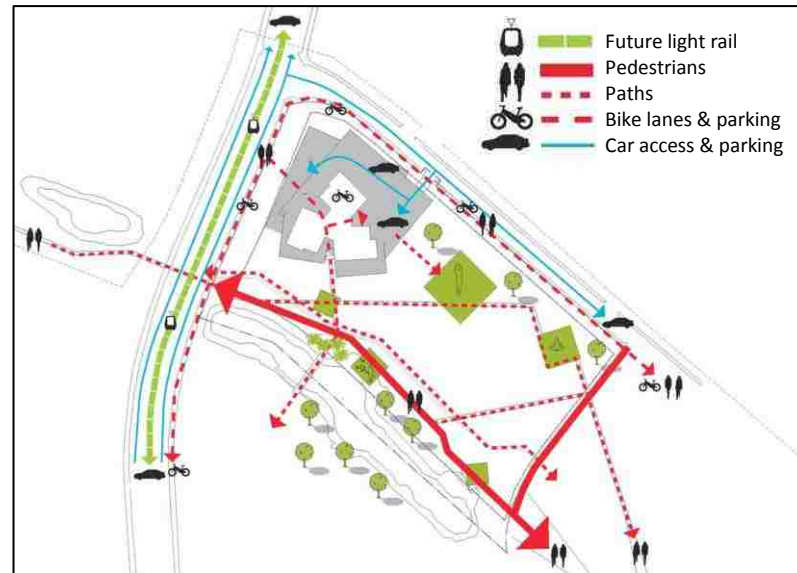 Future light rail
Pedestrians
Paths
Bike lanes & parking
Car access & parking